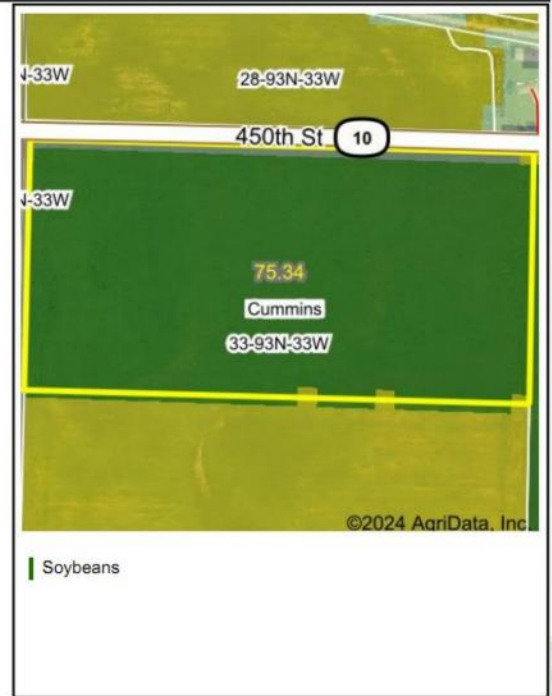 I-33W
28-93N-33W
450th St 10
I-33W
75.34
Cummins
33-93N-33W
©2024 AgriData, Inc.
Soybeans